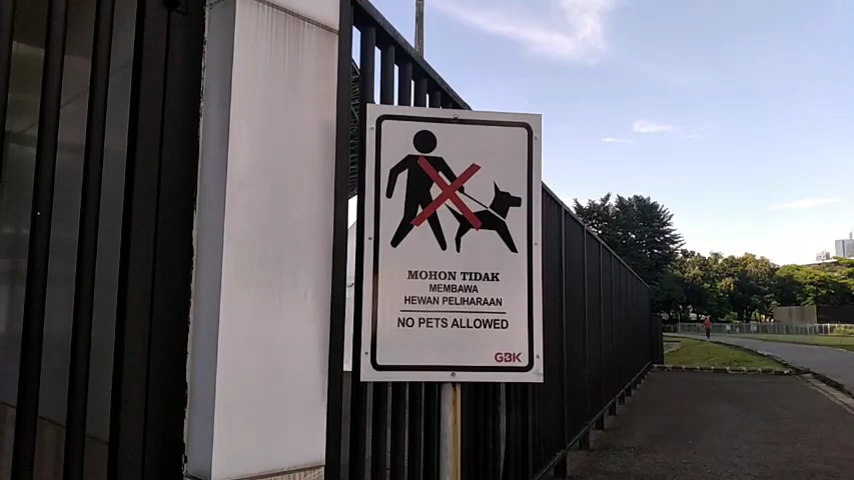 MOHON TIDAK
MEMBAWA
HEWAN PELIHARAAN
NO PETS ALLOWED
GBK